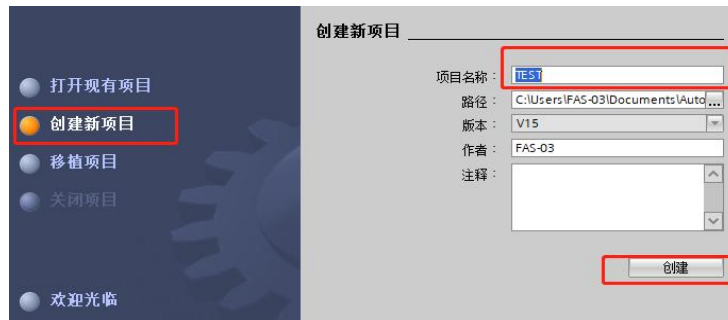 打开现有项目
创建新项目
移植项目
关闭项目
欢迎光临
创建新项目
项目名称：
TEST
路径：
C:\Users\FAS-03\Documents\Auto
...
版本：
V15
作者：
FAS-03
注释：
创建